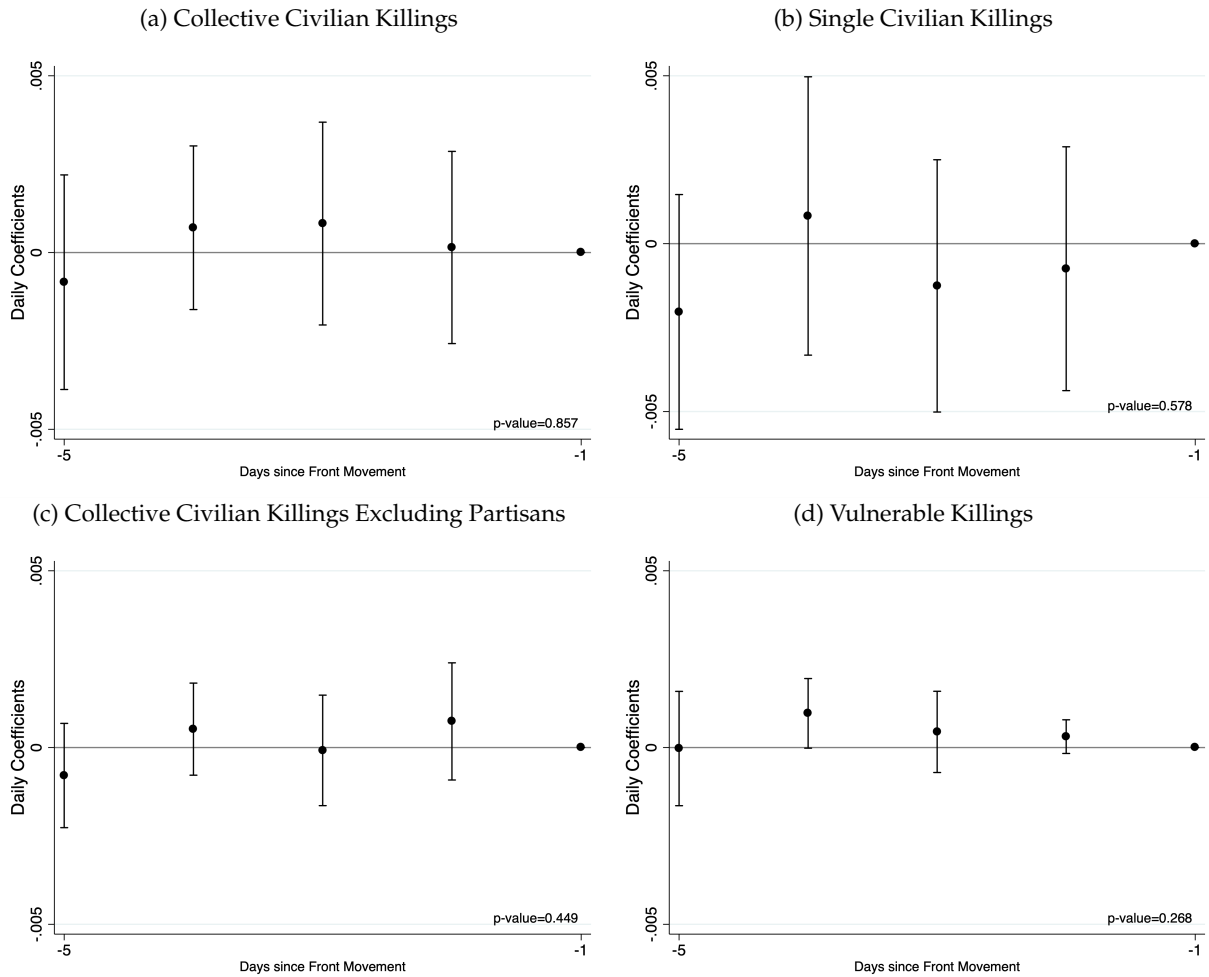 (a) Collective Civilian Killings
.005
0
-.005
Daily Coefficients
p-value=0.857
-5
-1
Days since Front Movement
(b) Single Civilian Killings
.005
0
-.005
Daily Coefficients
p-value=0.578
-5
-1
Days since Front Movement
(c) Collective Civilian Killings Excluding Partisans
.005
0
-.005
Daily Coefficients
p-value=0.449
-5
-1
Days since Front Movement
(d) Vulnerable Killings
.005
0
-.005
Daily Coefficients
p-value=0.268
-5
-1
Days since Front Movement